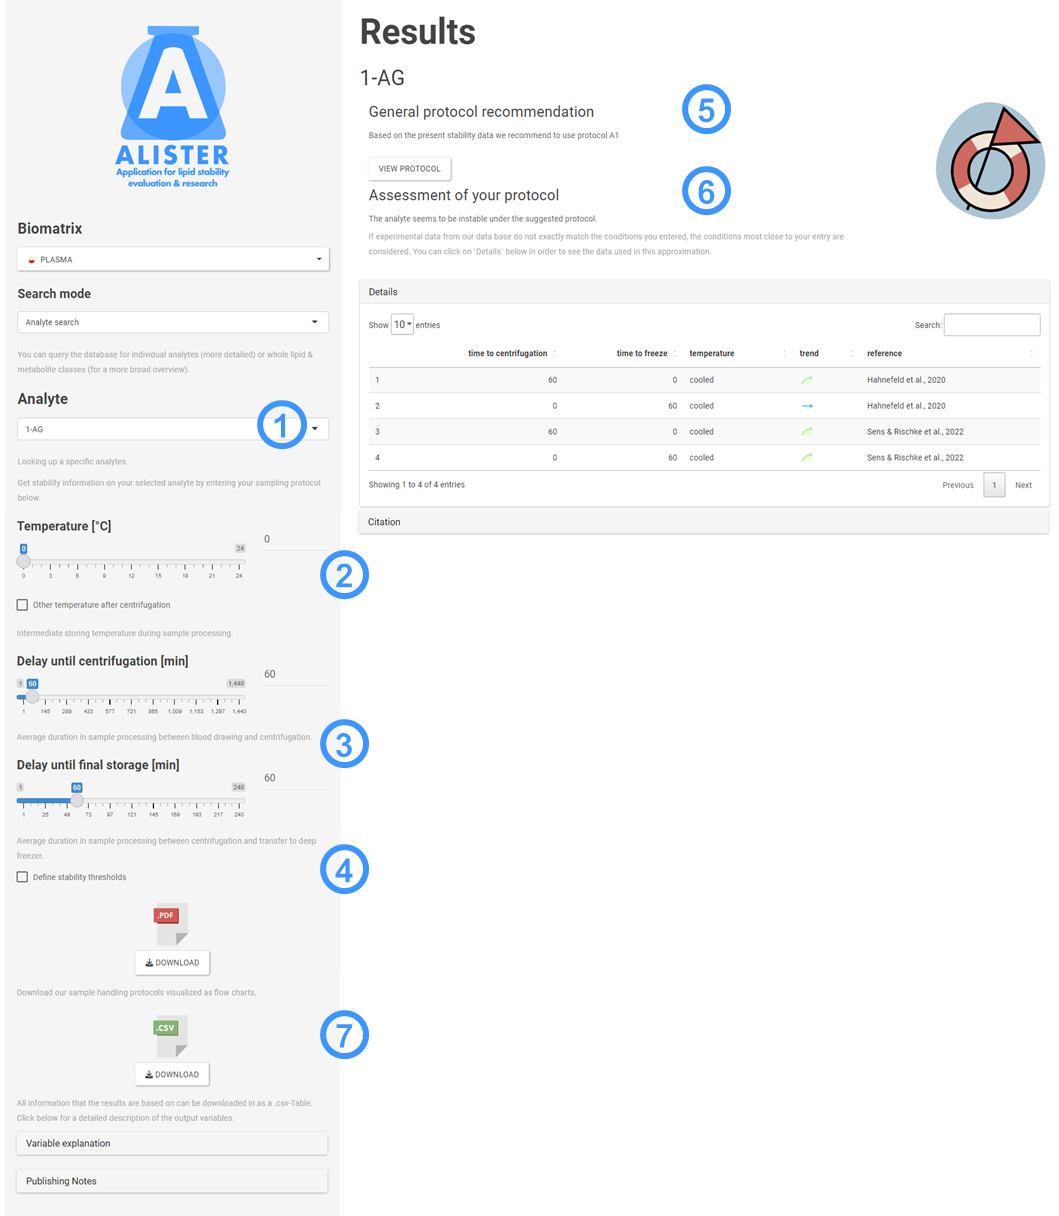 ALISTER
Application for lipid stability
evaluation & research
Biomatrix
PLASMA
Search mode
Analyte search
You can query the database for individual analytes (more detailed) or whole lipid &
metabolite classes (for a more broad overview).
Analyte
1-AG
1
Looking up a specific analytes
Get stability information on your selected analyte by entering your sampling protocol
below.
Temperature [°C]
0 24 0
0 3 6 9 12 15 18 21 24
2
Other temperature after centrifugation
Intermediate storing temperature during sample processing.
Delay until centrifugation [min]
1 60 1,440 60
1 145 289 433 577 721 865 1,009 1,153 1,297 1,440
Average duration in sample processing between blood drawing and centrifugation.
3
Delay until final storage [min]
1 60 240 60
1 25 49 73 97 121 145 169 193 217 240
Average duration in sample processing between centrifugation and transfer to deep
freezer.
4
Define stability thresholds
.PDF
DOWNLOAD
Download our sample handling protocols visualized as flow charts.
.CSV
7
DOWNLOAD
All information that the results are based on can be downloaded in as a .csv-Table.
Click below for a detailed description of the output variables.
Variable explanation
Publishing Notes
Results
1-AG
General protocol recommendation
5
Based on the present stability data we recommend to use protocol A1
VIEW PROTOCOL
Assessment of your protocol
6
The analyte seems to be instable under the suggested protocol.
If experimental data from our data base do not exactly match the conditions you entered, the conditions most close to your entry are
considered. You can click on `Details` below in order to see the data used in this approximation.
Details
Show 10 entries Search:
time to centrifugation time to freeze temperature trend reference
1 60 0 cooled Hahnefeld et al., 2020
2 0 60 cooled Hahnefeld et al., 2020
3 60 0 cooled Sens & Rischke et al., 2022
4 0 60 cooled Sens & Rischke et al., 2022
Showing 1 to 4 of 4 entries Previous 1 Next
Citation